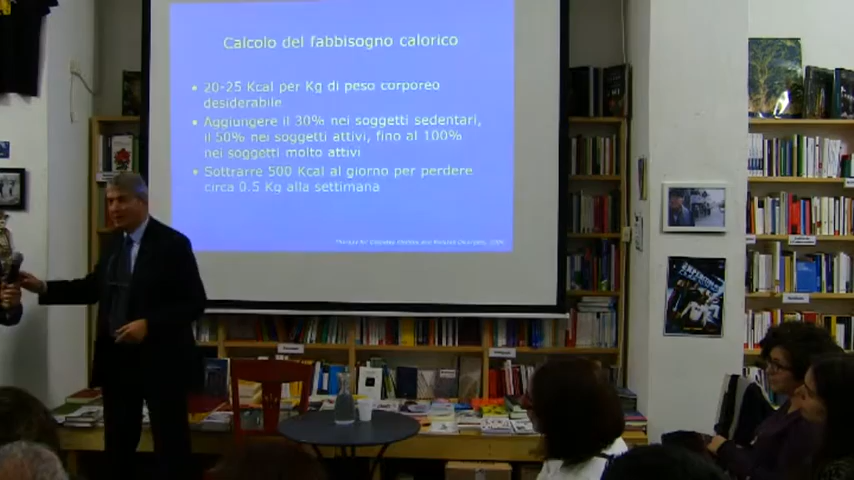 Calcolo del fabbisogno calorico
• 20-25 Kcal per Kg di peso corporeo
desiderabile
• Aggiungere il 30% nei soggetti sedentari,
il 50% nei soggetti attivi, fino al 100%
nei soggetti molto attivi
• Sottrarre 500 Kcal al giorno per perdere
circa 0.5 Kg alla settimana